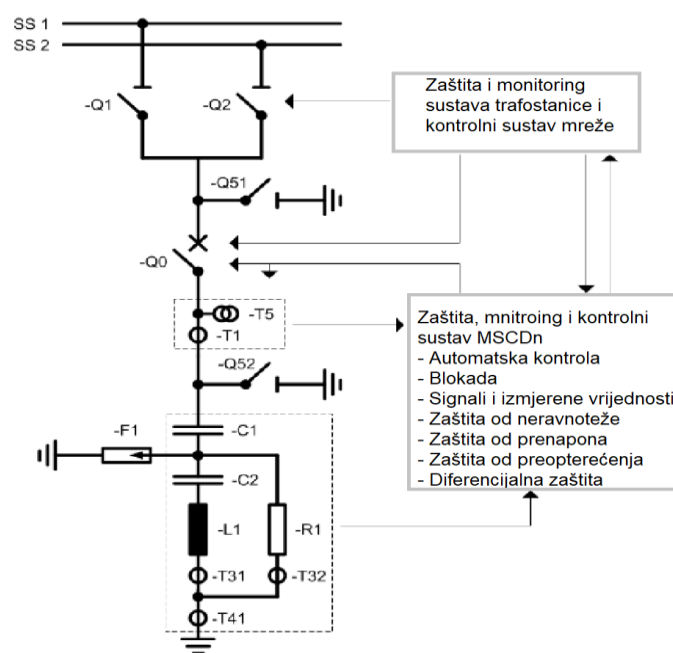 SS 1
SS 2
-Q1
-Q2
Zaštita i monitoring
sustava trafostanice i
kontrolni sustav mreže
-Q51
-Q0
-T5
-T1
Zaštita, mnitroing i kontrolni
sustav MSCDn
- Automatska kontrola
- Blokada
- Signali i izmjerene vrijednosti
- Zaštita od neravnoteže
- Zaštita od prenapona
- Zaštita od preopterećenja
- Diferencijalna zaštita
-Q52
-F1
-C1
-C2
-L1
-R1
-T31
-T32
-T41